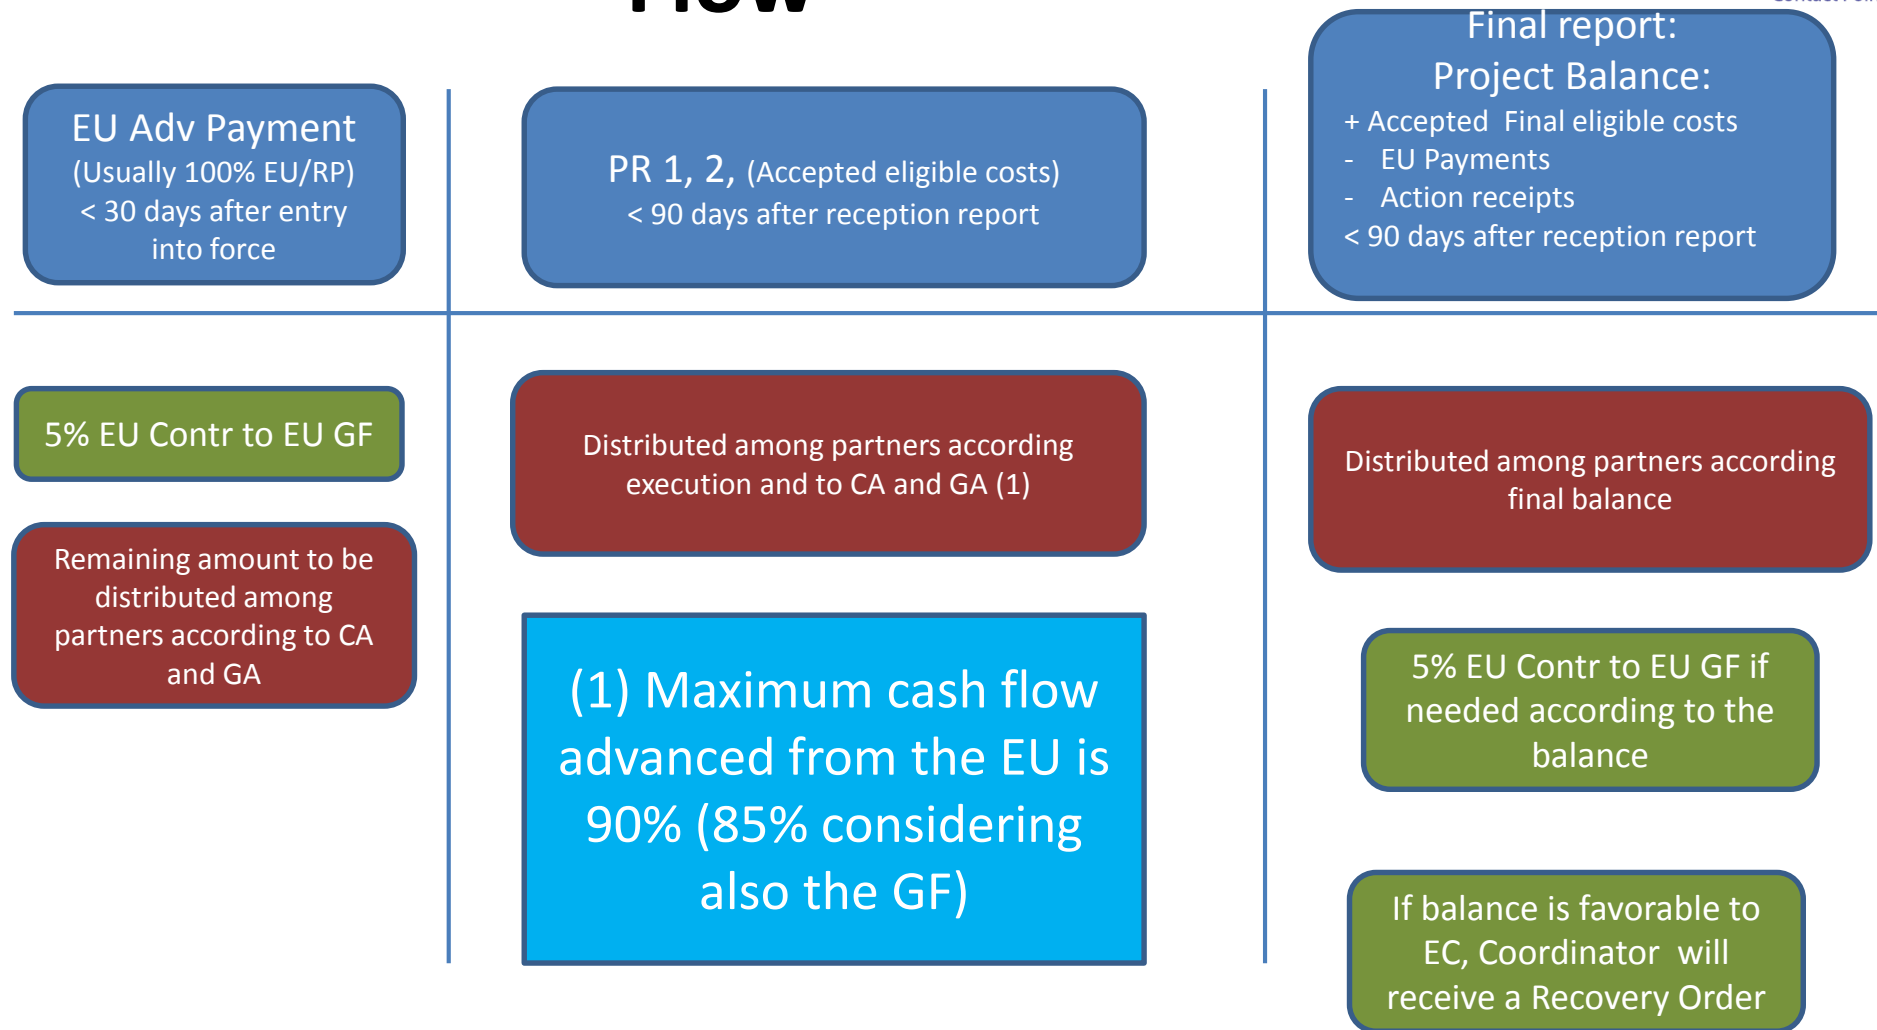 Flow
EU Adv Payment
(Usually 100% EU/RP)
< 30 days after entry
into force
PR 1, 2, (Accepted eligible costs)
< 90 days after reception report
Final report:
Project Balance:
+ Accepted Final eligible costs
- EU Payments
- Action receipts
< 90 days after reception report
5% EU Contr to EU GF
Remaining amount to be
distributed among
partners according to CA
and GA
Distributed among partners according
execution and to CA and GA (1)
(1) Maximum cash flow
advanced from the EU is
90% (85% considering
also the GF)
Distributed among partners according
final balance
5% EU Contr to EU GF if
needed according to the
balance
If balance is favorable to
EC, Coordinator will
receive a Recovery Order